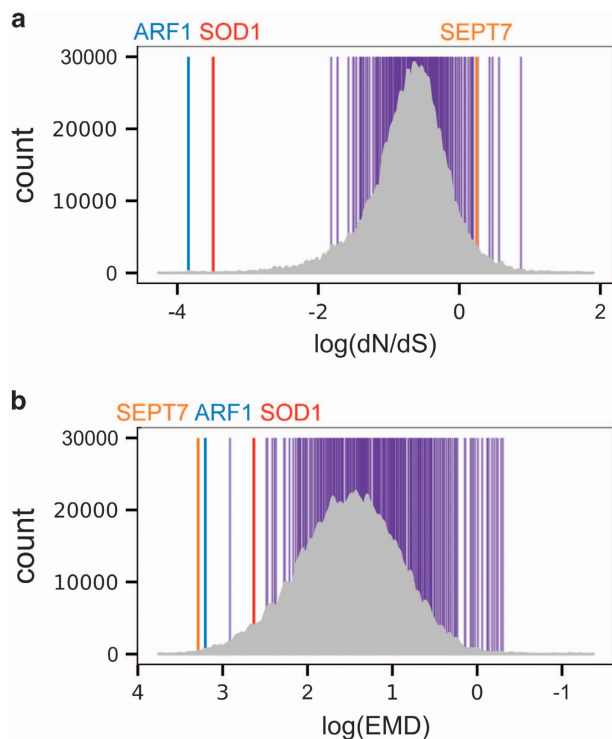 a
ARF1 SOD1 SEPT7
30000
20000
10000
0
count
-4 -2 0 2
log(dN/dS)
b
SEPT7 ARF1 SOD1
30000
20000
10000
0
count
4 3 2 1 0 -1
log(EMD)